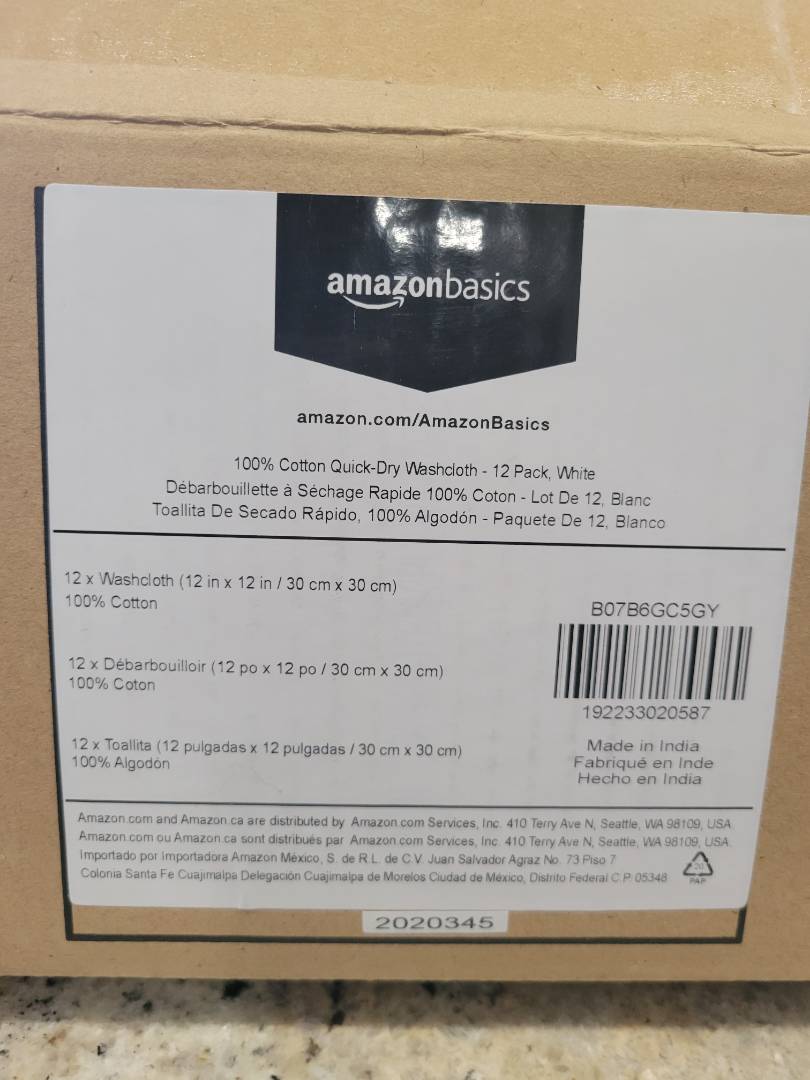 amazonbasics
amazon.com/AmazonBasics
100% Cotton Quick-Dry Washcloth - 12 Pack, White
Débarbouillette à Séchage Rapide 100% Coton - Lot De 12, Blanc
Toallita De Secado Rápido, 100% Algodón - Paquete De 12, Blanco
12 x Washcloth (12 in x 12 in / 30 cm x 30 cm)
100% Cotton
12 x Débarbouilloir (12 po x 12 po / 30 cm x 30 cm)
100% Coton
12 x Toallita (12 pulgadas x 12 pulgadas / 30 cm x 30 cm)
100% Algodón
B07B6GC5GY
192233020587
Made in India
Fabriqué en Inde
Hecho en India
Amazon.com and Amazon.ca are distributed by Amazon.com Services, Inc. 410 Terry Ave N, Seattle, WA 98109, USA.
Amazon.com ou Amazon.ca sont distribués par Amazon.com Services, Inc. 410 Terry Ave N, Seattle, WA 98109, USA.
Importado por Importadora Amazon México, S. de R.L. de C.V. Juan Salvador Agraz No. 73 Piso 7
Colonia Santa Fe Cuajimalpa Delegación Cuajimalpa de Morelos Ciudad de México, Distrito Federal C.P. 05348
PAP
2020345